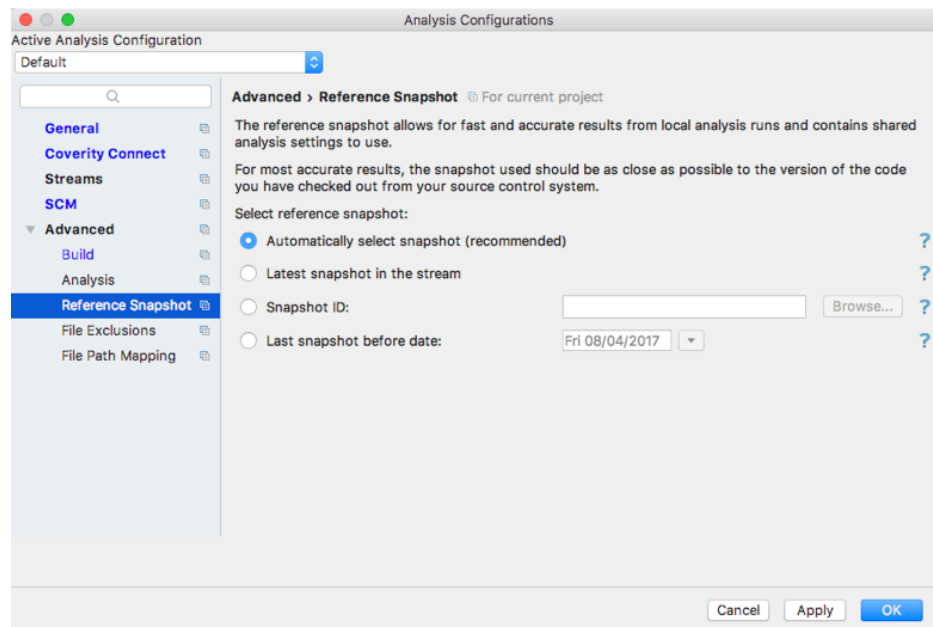 Analysis Configurations
Active Analysis Configuration
Default
General
Coverity Connect
Streams
SCM
Advanced
Build
Analysis
Reference Snapshot
File Exclusions
File Path Mapping
Advanced › Reference Snapshot For current project
The reference snapshot allows for fast and accurate results from local analysis runs and contains shared
analysis settings to use.
For most accurate results, the snapshot used should be as close as possible to the version of the code
you have checked out from your source control system.
Select reference snapshot:
Automatically select snapshot (recommended) ?
Latest snapshot in the stream ?
Snapshot ID: Browse... ?
Last snapshot before date: Fri 08/04/2017 ?
Cancel Apply OK